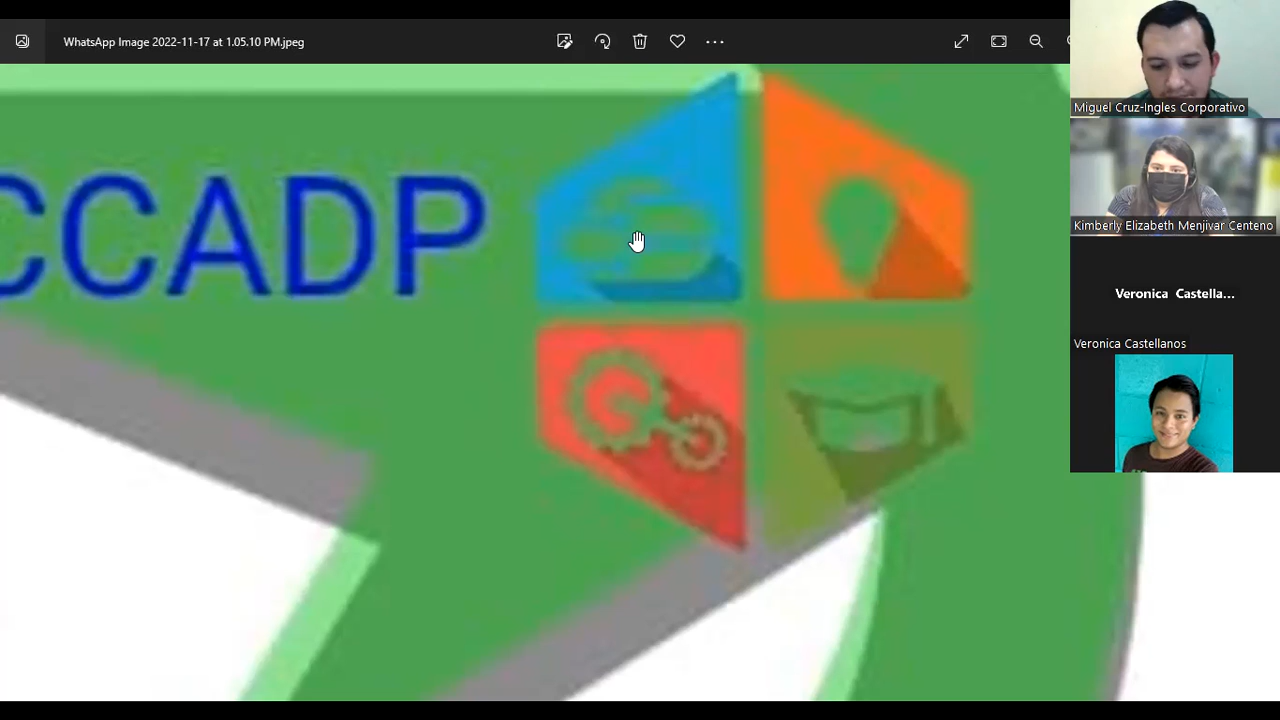 WhatsApp Image 2022-11-17 at 1.05.10 PM.jpeg
CCADP
Miguel Cruz-Ingles Corporativo
Kimberly Elizabeth Menjivar Centeno
Veronica Castella...
Veronica Castellanos